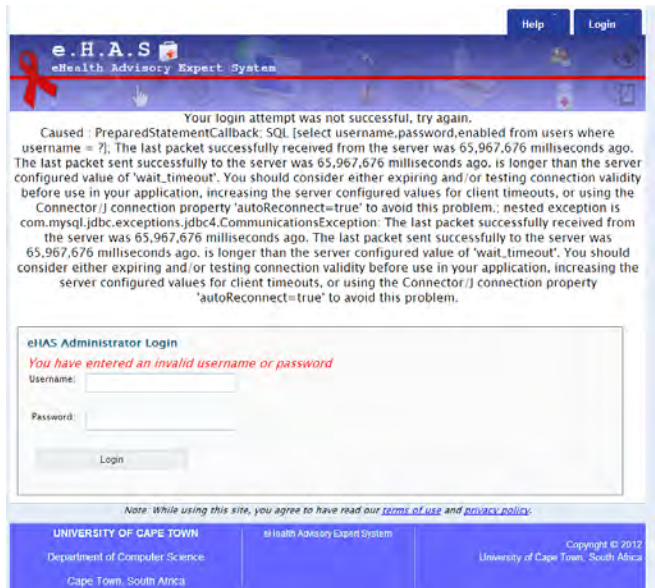 Help Login
e.H.A.S
eHealth Advisory Expert System
Your login attempt was not successful, try again.
Caused : PreparedStatementCallback; SQL [select username,password,enabled from users where
username = ?]; The last packet successfully received from the server was 65,967,676 milliseconds ago.
The last packet sent successfully to the server was 65,967,676 milliseconds ago. is longer than the server
configured value of 'wait_timeout'. You should consider either expiring and/or testing connection validity
before use in your application, increasing the server configured values for client timeouts, or using the
Connector/J connection property 'autoReconnect=true' to avoid this problem.; nested exception is
com.mysql.jdbc.exceptions.jdbc4.CommunicationsException: The last packet successfully received from
the server was 65,967,676 milliseconds ago. The last packet sent successfully to the server was
65,967,676 milliseconds ago. is longer than the server configured value of 'wait_timeout'. You should
consider either expiring and/or testing connection validity before use in your application, increasing the
server configured values for client timeouts, or using the Connector/J connection property
'autoReconnect=true' to avoid this problem.
eHAS Administrator Login
You have entered an invalid username or password
Username:
Password:
Login
Note: While using this site, you agree to have read our terms of use and privacy policy.
UNIVERSITY OF CAPE TOWN
Department of Computer Science
Cape Town, South Africa
eHealth Advisory Expert System
Copyright © 2012
University of Cape Town, South Africa